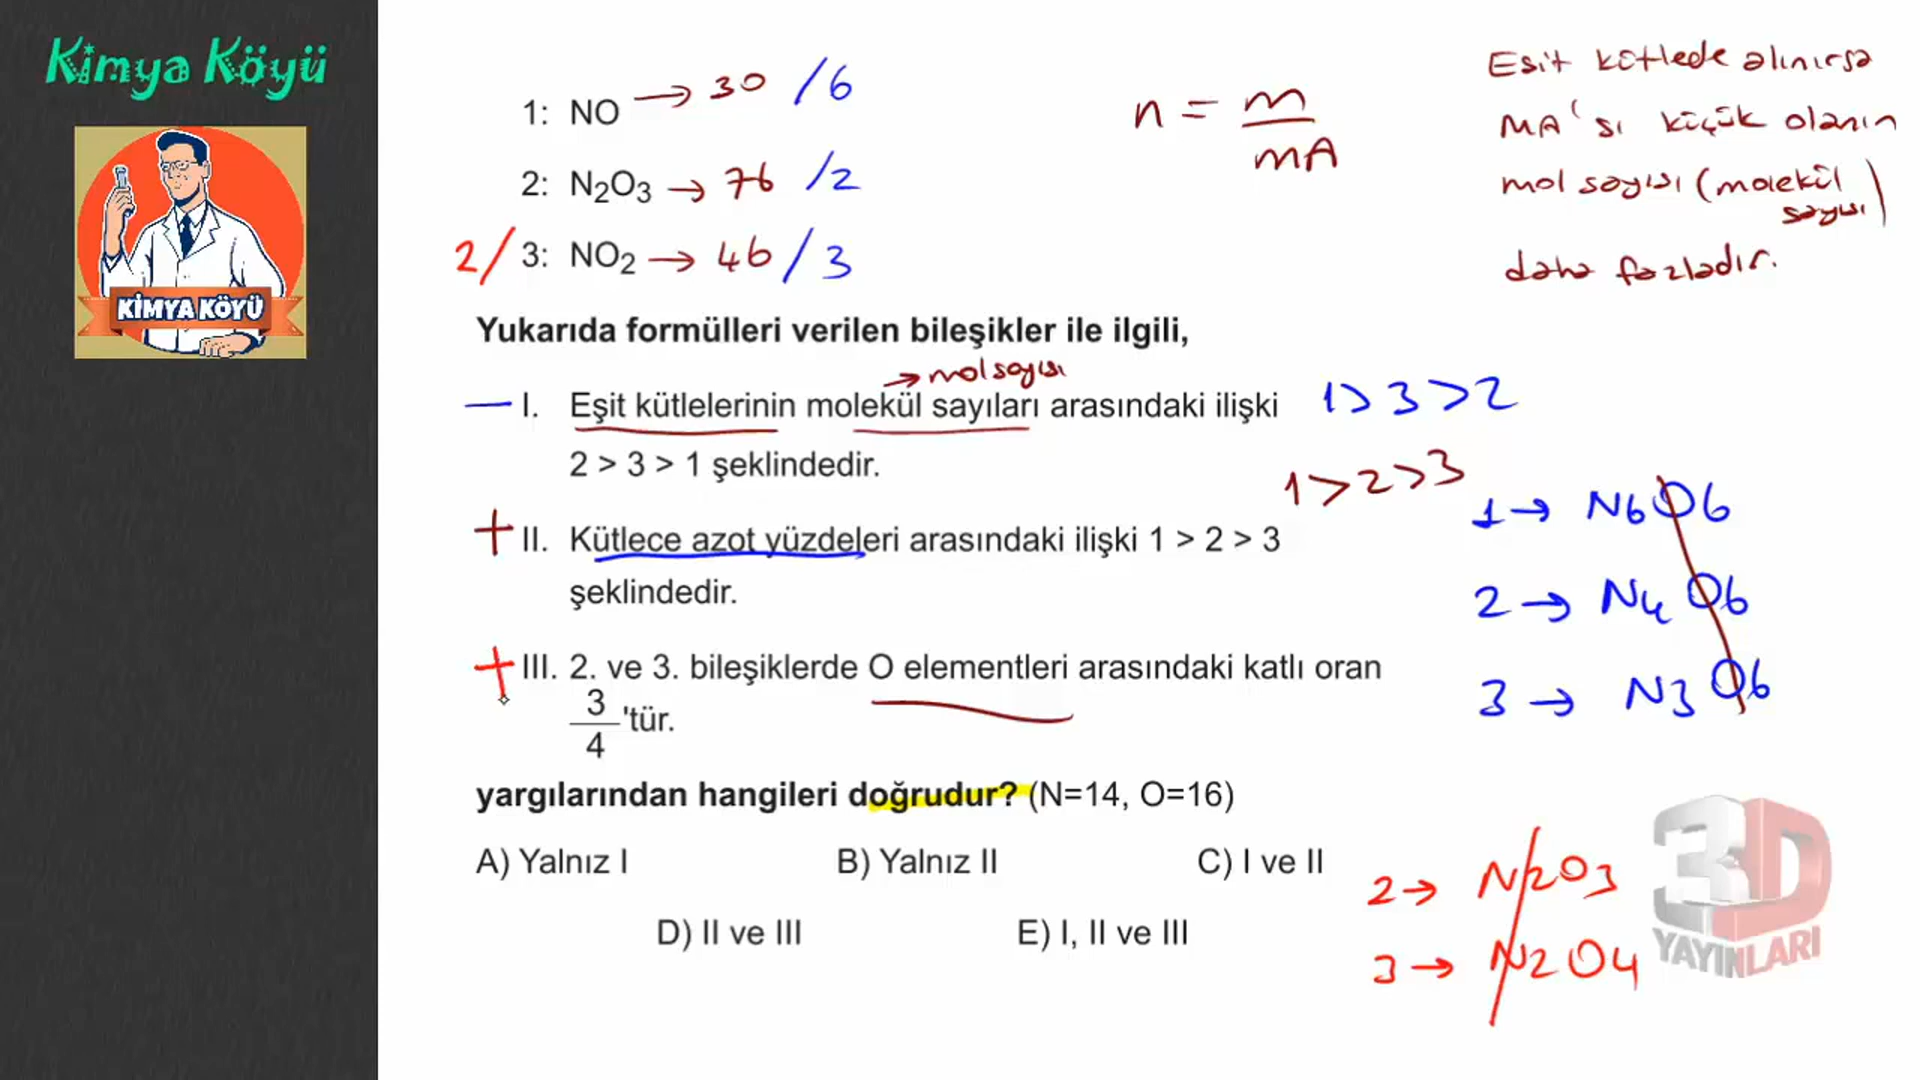 Kimya Köyü
KİMYA KÖYÜ
1: NO → 30 /6
2: N2O3 → 76 /2
2/ 3: NO2 → 46 /3
n = m / MA
Eşit kütlede alınırsa
MA'sı küçük olanın
mol sayısı (molekül sayısı)
daha fazladır.
Yukarıda formülleri verilen bileşikler ile ilgili,
→ mol sayısı
— I. Eşit kütlelerinin molekül sayıları arasındaki ilişki 1>3>2
2 > 3 > 1 şeklindedir.
1>2>3
+ II. Kütlece azot yüzdeleri arasındaki ilişki 1 > 2 > 3
şeklindedir.
1 → N6O6
2 → N4O6
3 → N3O6
+ III. 2. ve 3. bileşiklerde O elementleri arasındaki katlı oran
3/4 'tür.
yargılarından hangileri doğrudur? (N=14, O=16)
A) Yalnız I B) Yalnız II C) I ve II
D) II ve III E) I, II ve III
2 → N2O3
3 → N2O4
3D
YAYINLARI